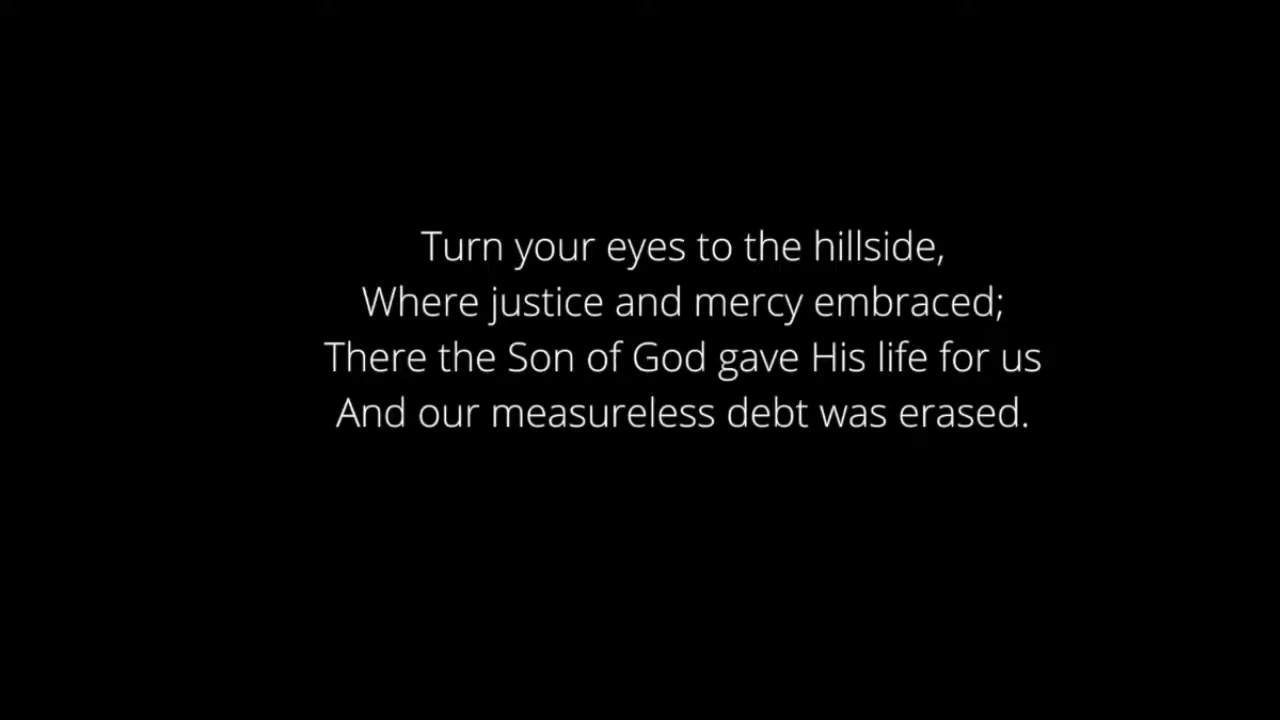 Turn your eyes to the hillside,
Where justice and mercy embraced;
There the Son of God gave His life for us
And our measureless debt was erased.